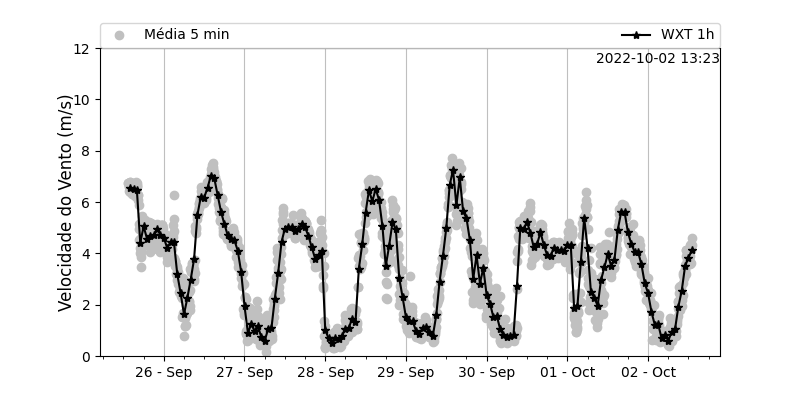 Média 5 min
WXT 1h
2022-10-02 13:23
Velocidade do Vento (m/s)
12
10
8
6
4
2
0
26 - Sep
27 - Sep
28 - Sep
29 - Sep
30 - Sep
01 - Oct
02 - Oct